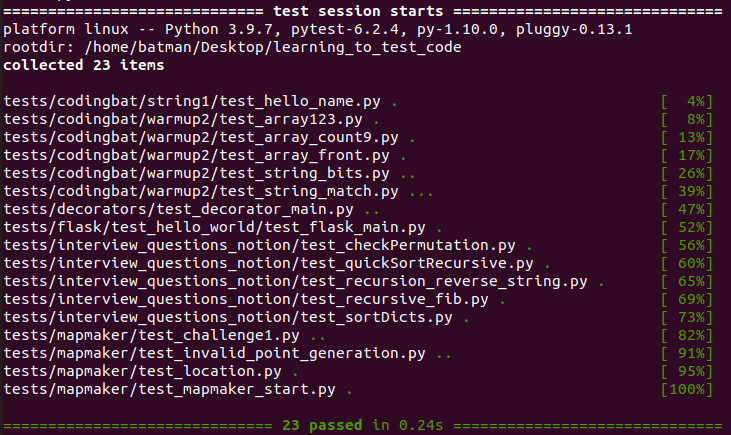 ============================= test session starts ==============================
platform linux -- Python 3.9.7, pytest-6.2.4, py-1.10.0, pluggy-0.13.1
rootdir: /home/batman/Desktop/learning_to_test_code
collected 23 items
tests/codingbat/string1/test_hello_name.py . [  4%]
tests/codingbat/warmup2/test_array123.py . [  8%]
tests/codingbat/warmup2/test_array_count9.py . [ 13%]
tests/codingbat/warmup2/test_array_front.py . [ 17%]
tests/codingbat/warmup2/test_string_bits.py .. [ 26%]
tests/codingbat/warmup2/test_string_match.py ... [ 39%]
tests/decorators/test_decorator_main.py .. [ 47%]
tests/flask/test_hello_world/test_flask_main.py . [ 52%]
tests/interview_questions_notion/test_checkPermutation.py . [ 56%]
tests/interview_questions_notion/test_quickSortRecursive.py . [ 60%]
tests/interview_questions_notion/test_recursion_reverse_string.py . [ 65%]
tests/interview_questions_notion/test_recursive_fib.py . [ 69%]
tests/interview_questions_notion/test_sortDicts.py . [ 73%]
tests/mapmaker/test_challenge1.py .. [ 82%]
tests/mapmaker/test_invalid_point_generation.py .. [ 91%]
tests/mapmaker/test_location.py . [ 95%]
tests/mapmaker/test_mapmaker_start.py . [100%]
============================== 23 passed in 0.24s ==============================